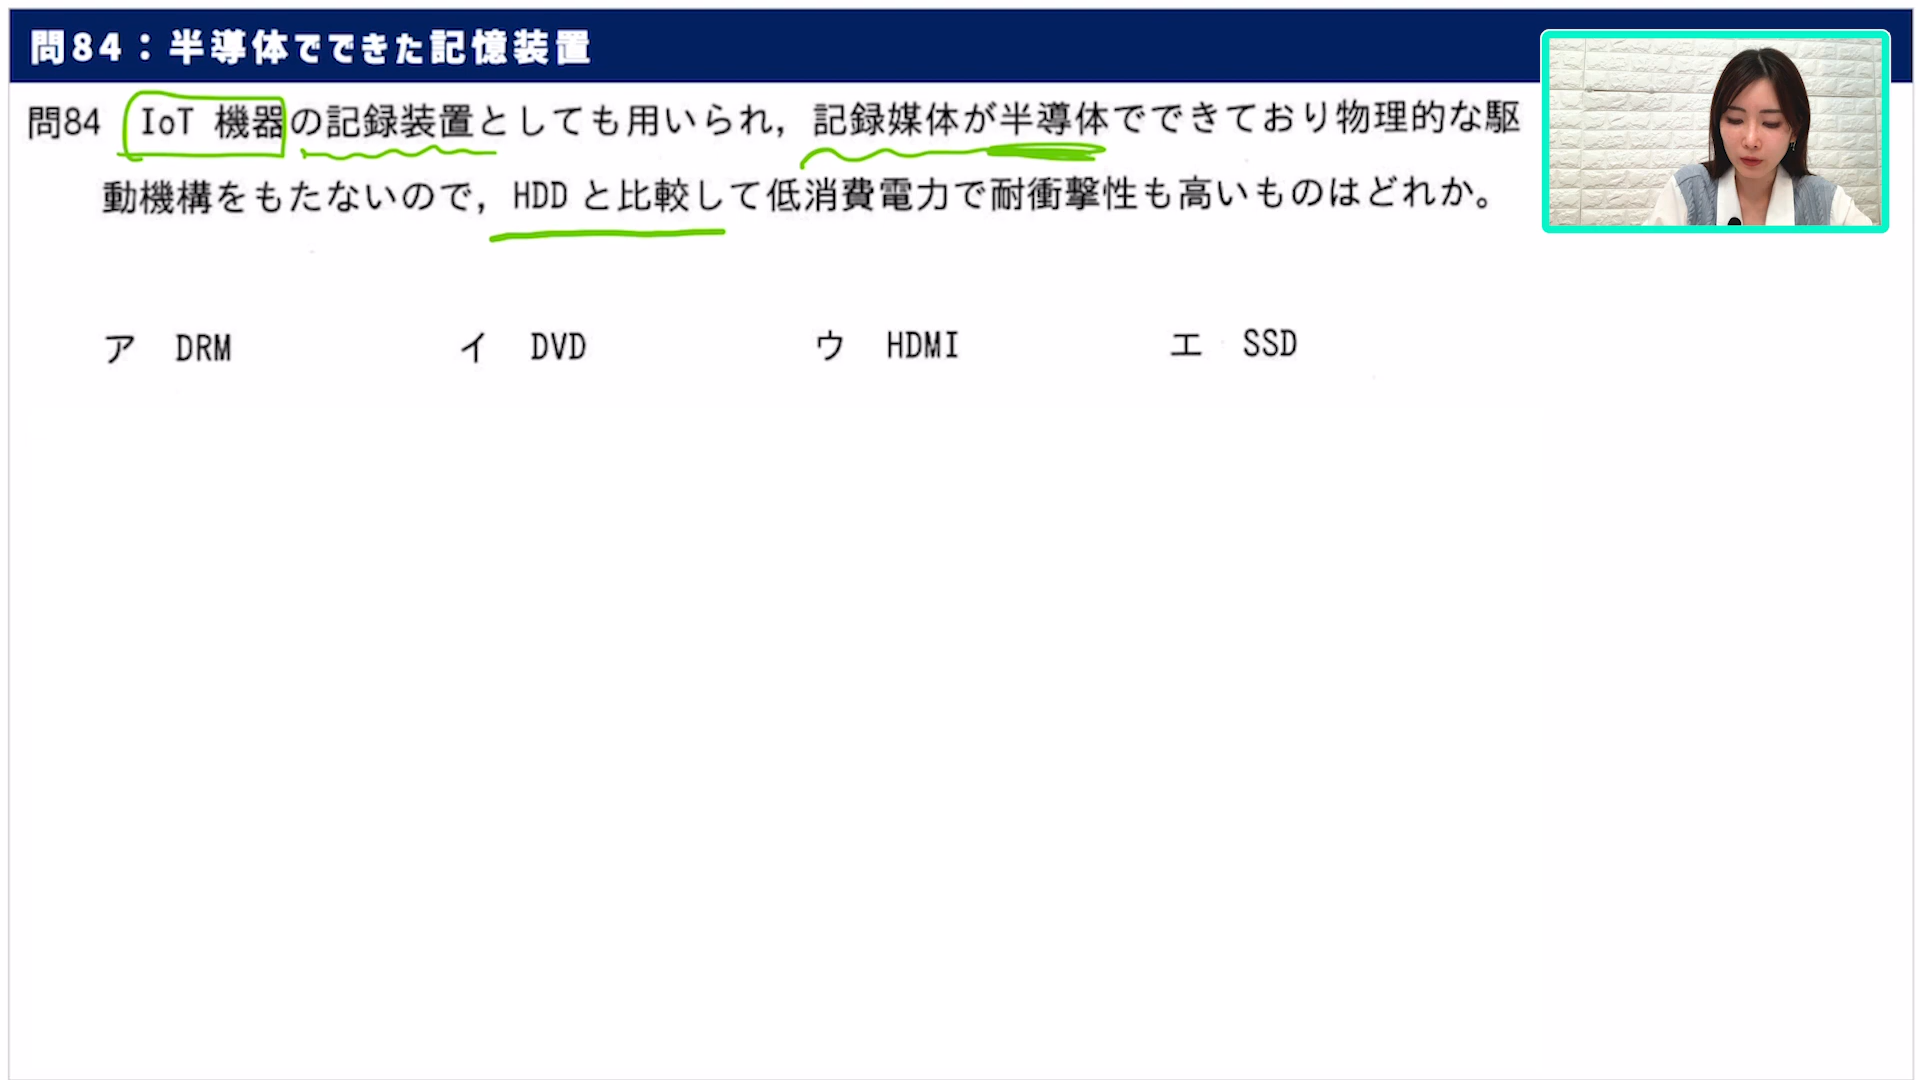 問84：半導体でできた記憶装置
問84 IoT 機器の記録装置としても用いられ，記録媒体が半導体でできており物理的な駆
動機構をもたないので，HDD と比較して低消費電力で耐衝撃性も高いものはどれか。
ア DRM イ DVD ウ HDMI エ SSD